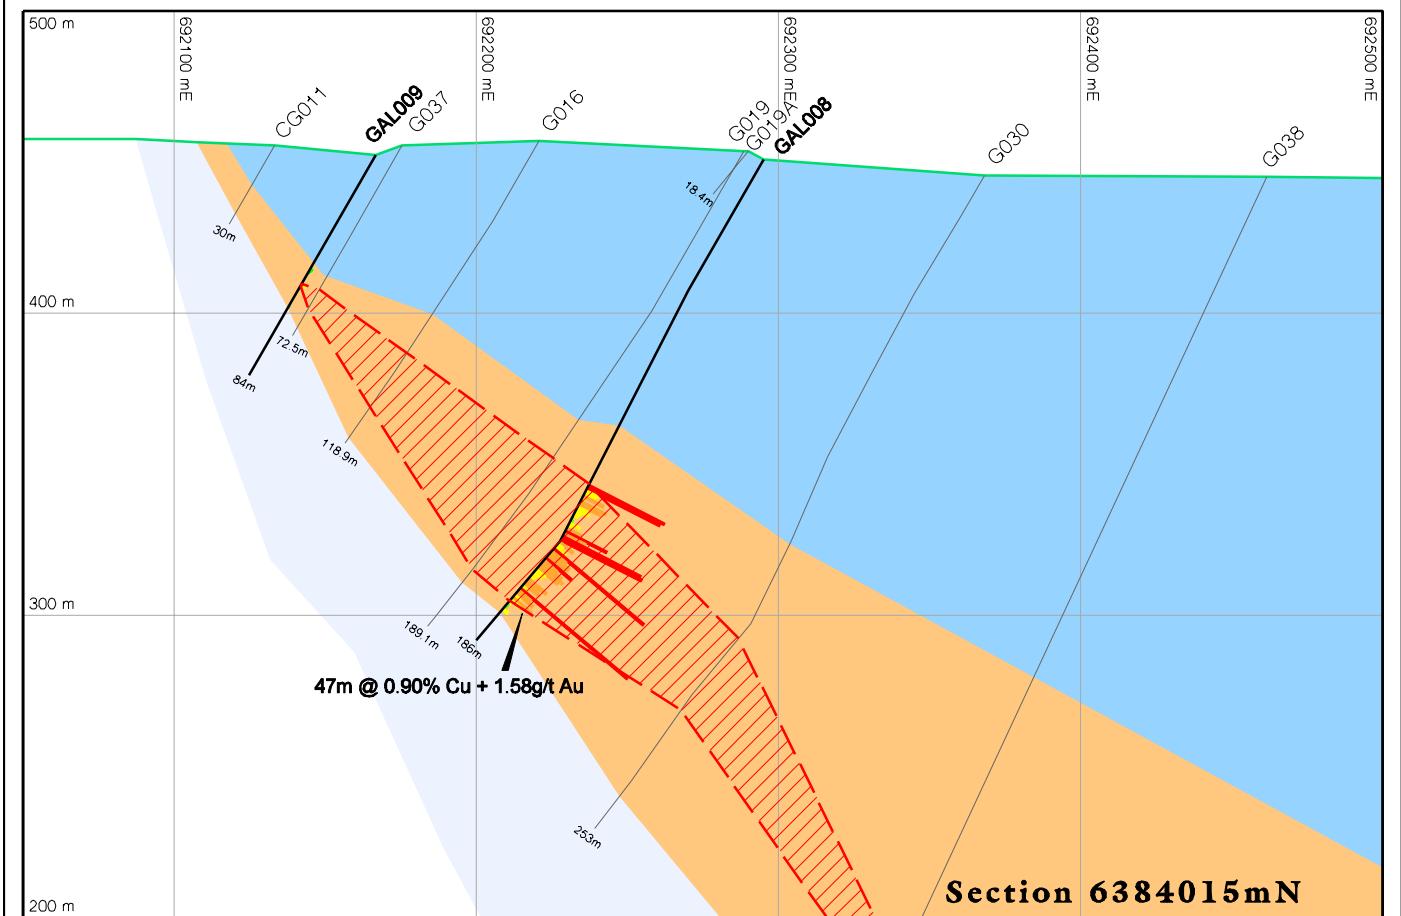 500 m
692100 mE
692200 mE
692300 mE
692400 mE
692500 mE
CG011
GAL009
G037
G016
G019
G019A
GAL008
G030
G038
18.4m
30m
400 m
72.5m
84m
118.9m
300 m
189.1m
186m
47m @ 0.90% Cu + 1.58g/t Au
253m
Section 6384015mN
200 m